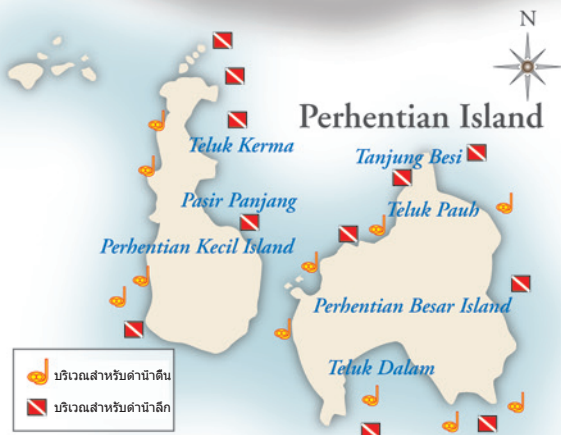 N
Perhentian Island
Teluk Kerma
Tanjung Besi
Pasir Panjang
Teluk Pauh
Perhentian Kecil Island
Perhentian Besar Island
Teluk Dalam
บริเวณสำหรับดำน้ำตื้น
บริเวณสำหรับดำน้ำลึก